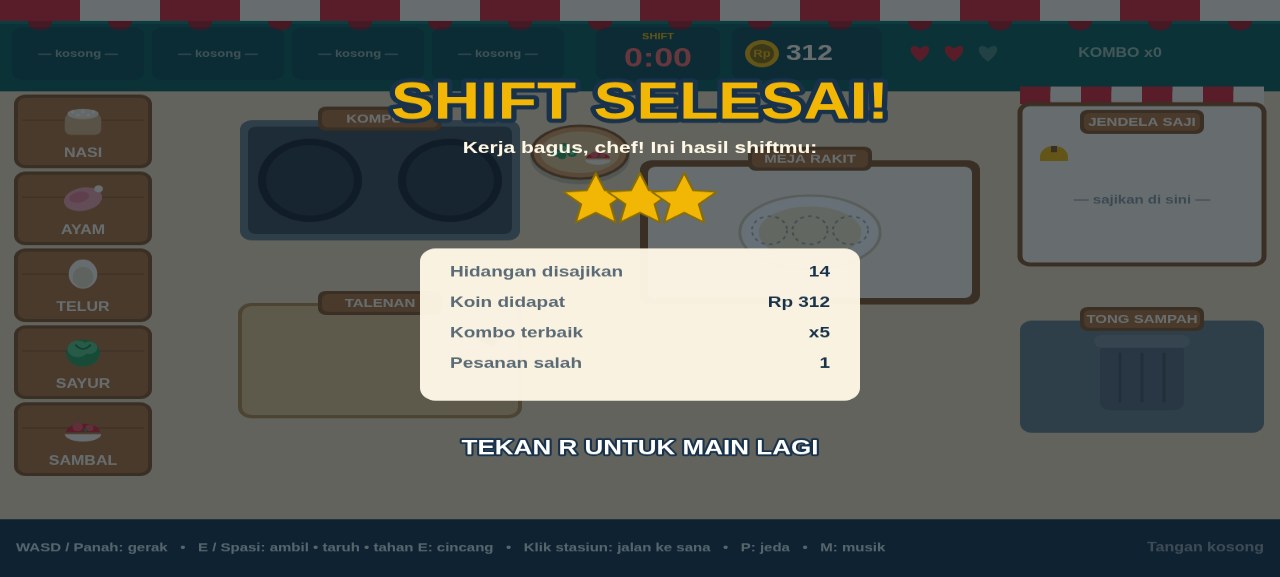 — kosong —
— kosong —
— kosong —
— kosong —
SHIFT
0:00
Rp 312
KOMBO x0
SHIFT SELESAI!
Kerja bagus, chef! Ini hasil shiftmu:
NASI
AYAM
TELUR
SAYUR
SAMBAL
TALENAN
MEJA RAKIT
JENDELA SAJI
— sajikan di sini —
TONG SAMPAH
Hidangan disajikan 14
Koin didapat Rp 312
Kombo terbaik x5
Pesanan salah 1
TEKAN R UNTUK MAIN LAGI
WASD / Panah: gerak • E / Spasi: ambil • taruh • tahan E: cincang • Klik stasiun: jalan ke sana • P: jeda • M: musik
Tangan kosong